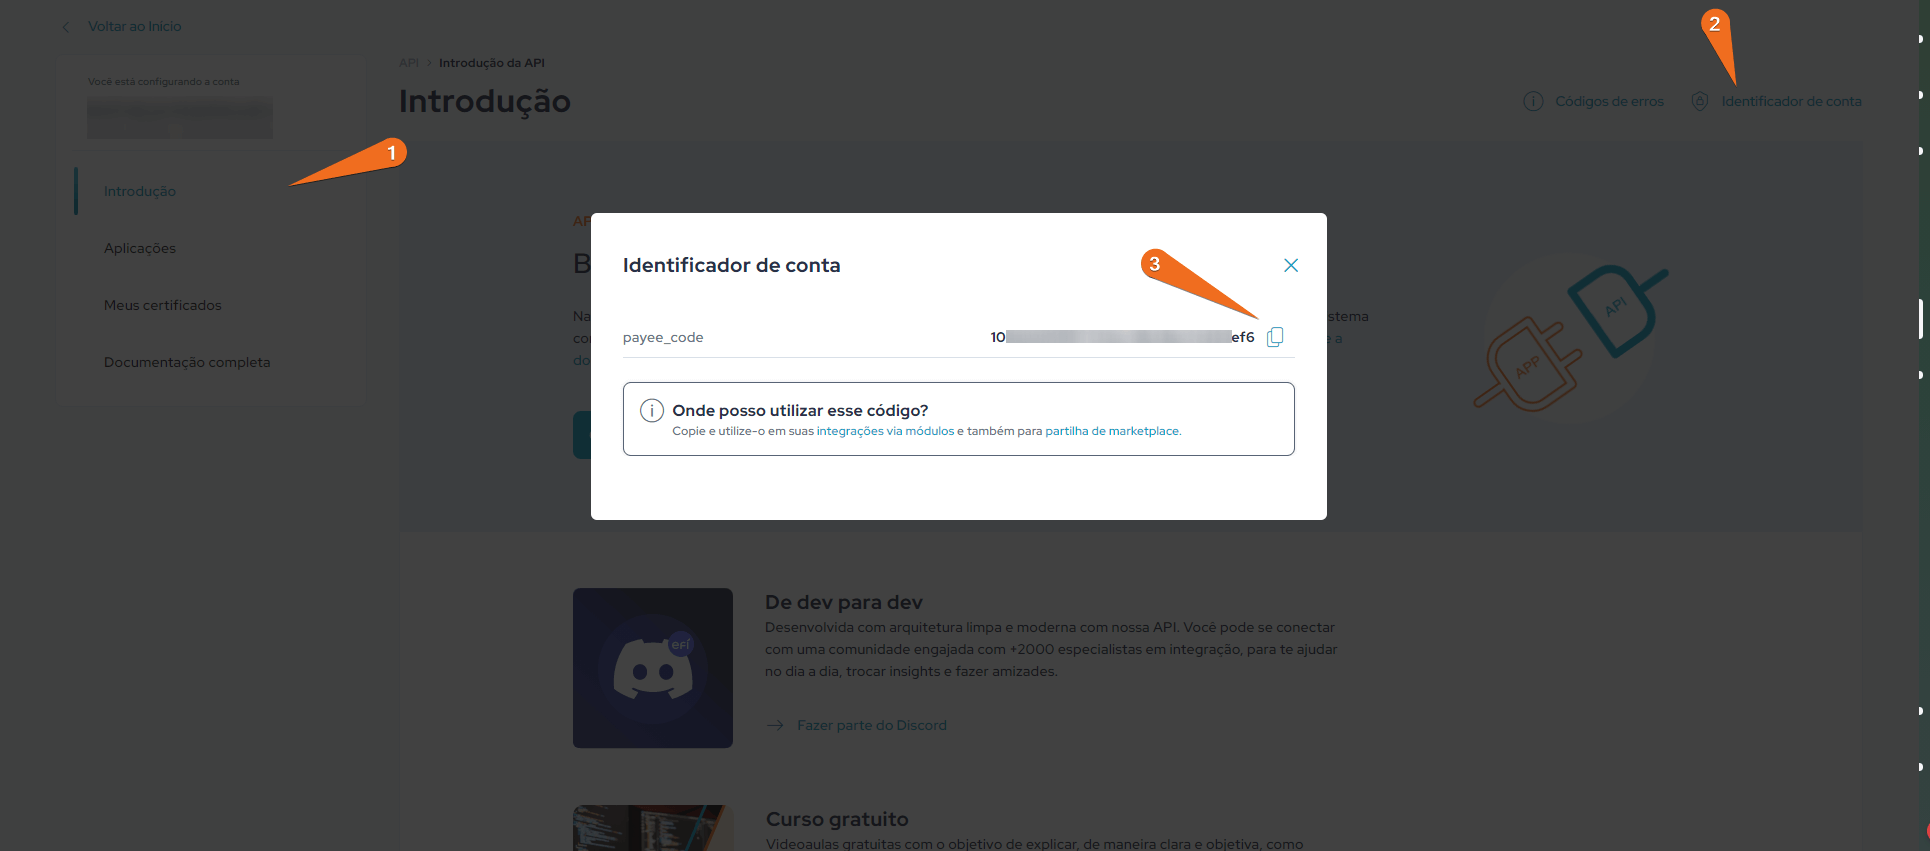 Voltar ao Início
Você está configurando a conta
Introdução
Aplicações
Meus certificados
Documentação completa
API > Introdução da API
Introdução
Códigos de erros
Identificador de conta
1
2
3
Identificador de conta
payee_code
10
ef6
Onde posso utilizar esse código?
Copie e utilize-o em suas integrações via módulos e também para partilha de marketplace.
AP
B
Na
istema
co
e a
do
API
APP
efí
De dev para dev
Desenvolvida com arquitetura limpa e moderna com nossa API. Você pode se conectar
com uma comunidade engajada com +2000 especialistas em integração, para te ajudar
no dia a dia, trocar insights e fazer amizades.
Fazer parte do Discord
Curso gratuito
Videoaulas gratuitas com o objetivo de explicar, de maneira clara e objetiva, como